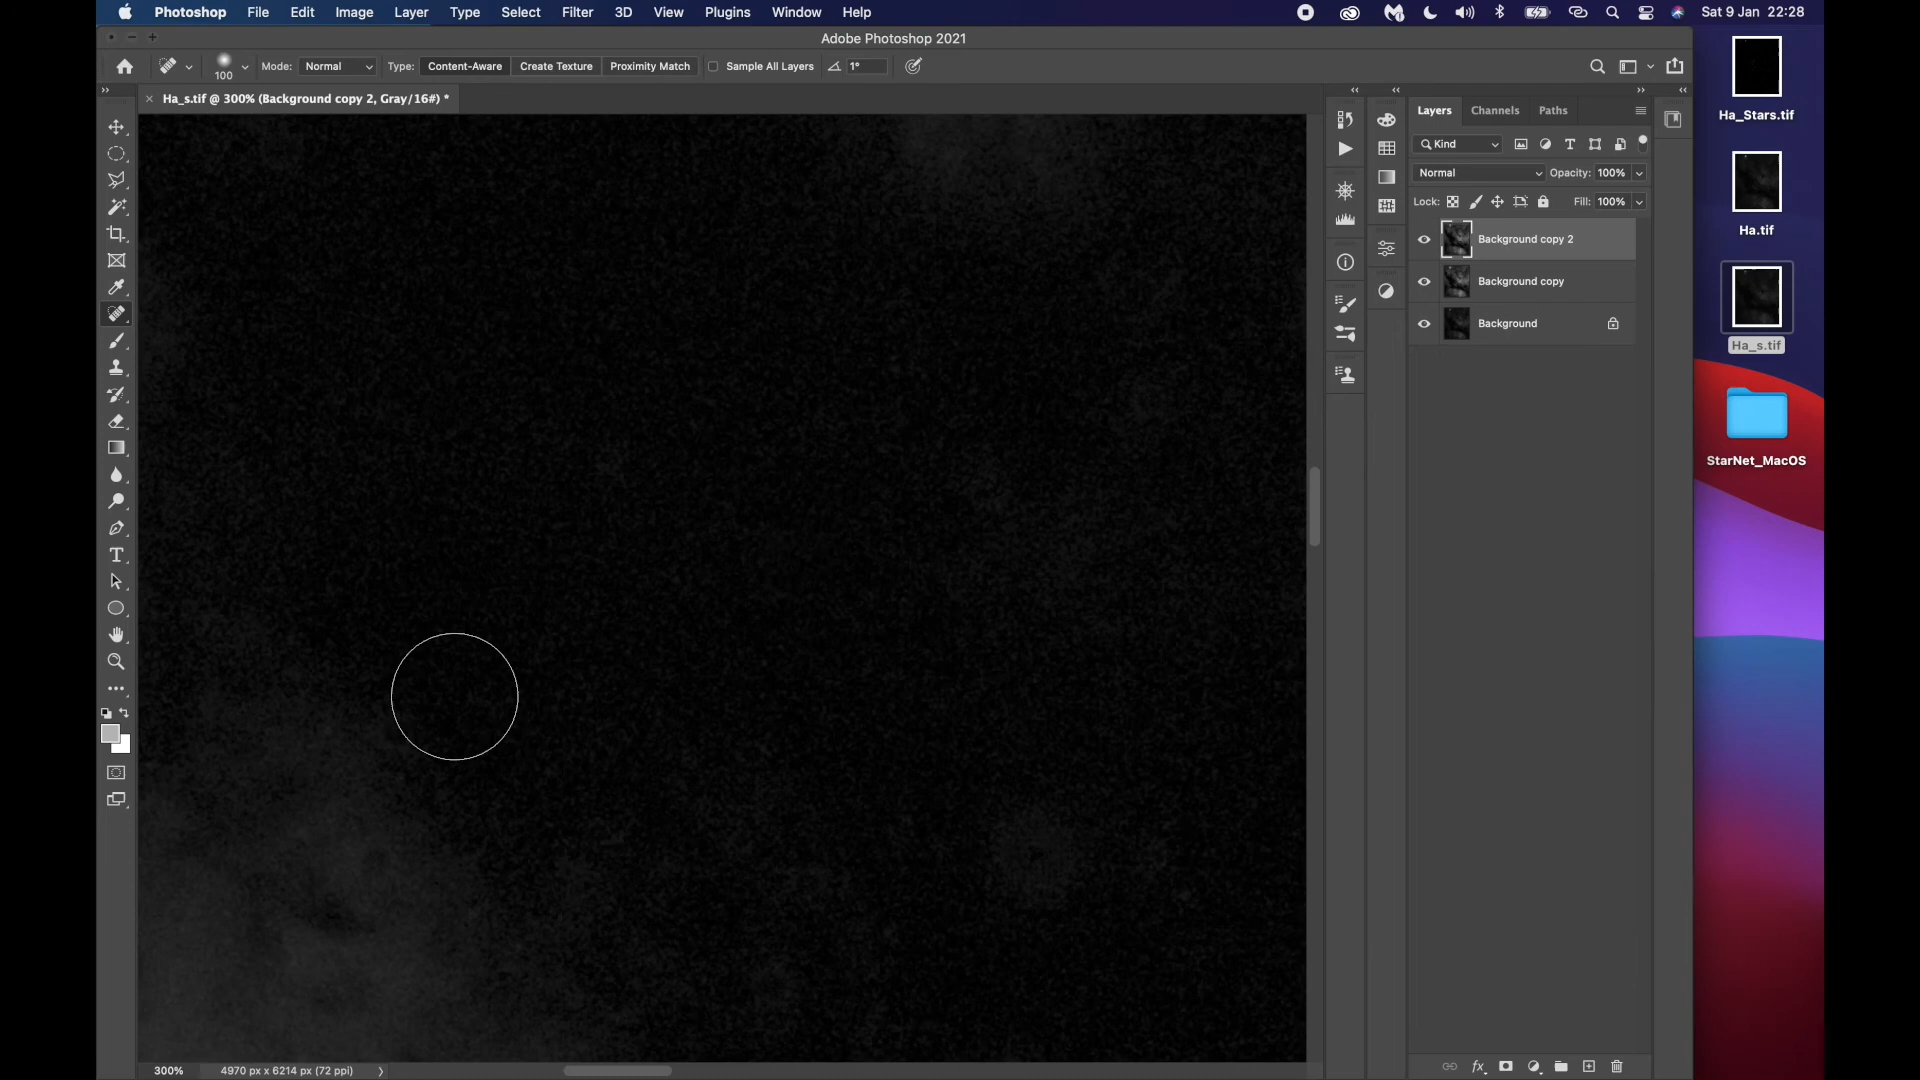 Photoshop File Edit Image Layer Type Select Filter 3D View Plugins Window Help Sat 9 Jan 22:28
Adobe Photoshop 2021
100 Mode: Normal Type: Content-Aware Create Texture Proximity Match Sample All Layers 1°
Ha_s.tif @ 300% (Background copy 2, Gray/16#) *
Layers Channels Paths
Kind
Normal Opacity: 100%
Lock: Fill: 100%
Background copy 2
Background copy
Background
Ha_Stars.tif
Ha.tif
Ha_s.tif
StarNet_MacOS
300% 4970 px x 6214 px (72 ppi)